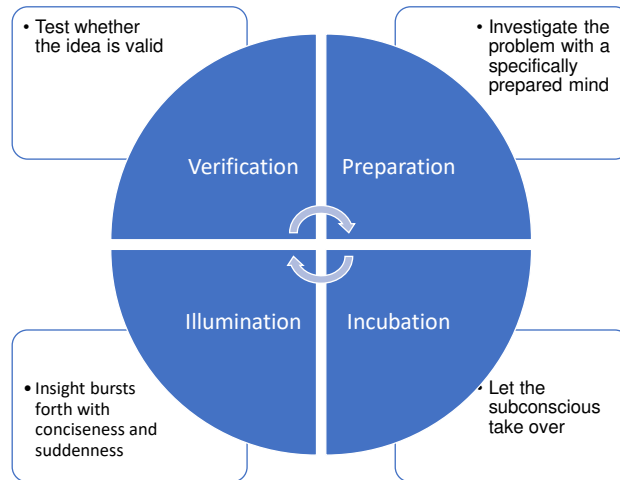 • Test whether
the idea is valid
• Investigate the
problem with a
specifically
prepared mind
Verification
Preparation
Illumination
Incubation
• Insight bursts
forth with
conciseness and
suddenness
• Let the
subconscious
take over